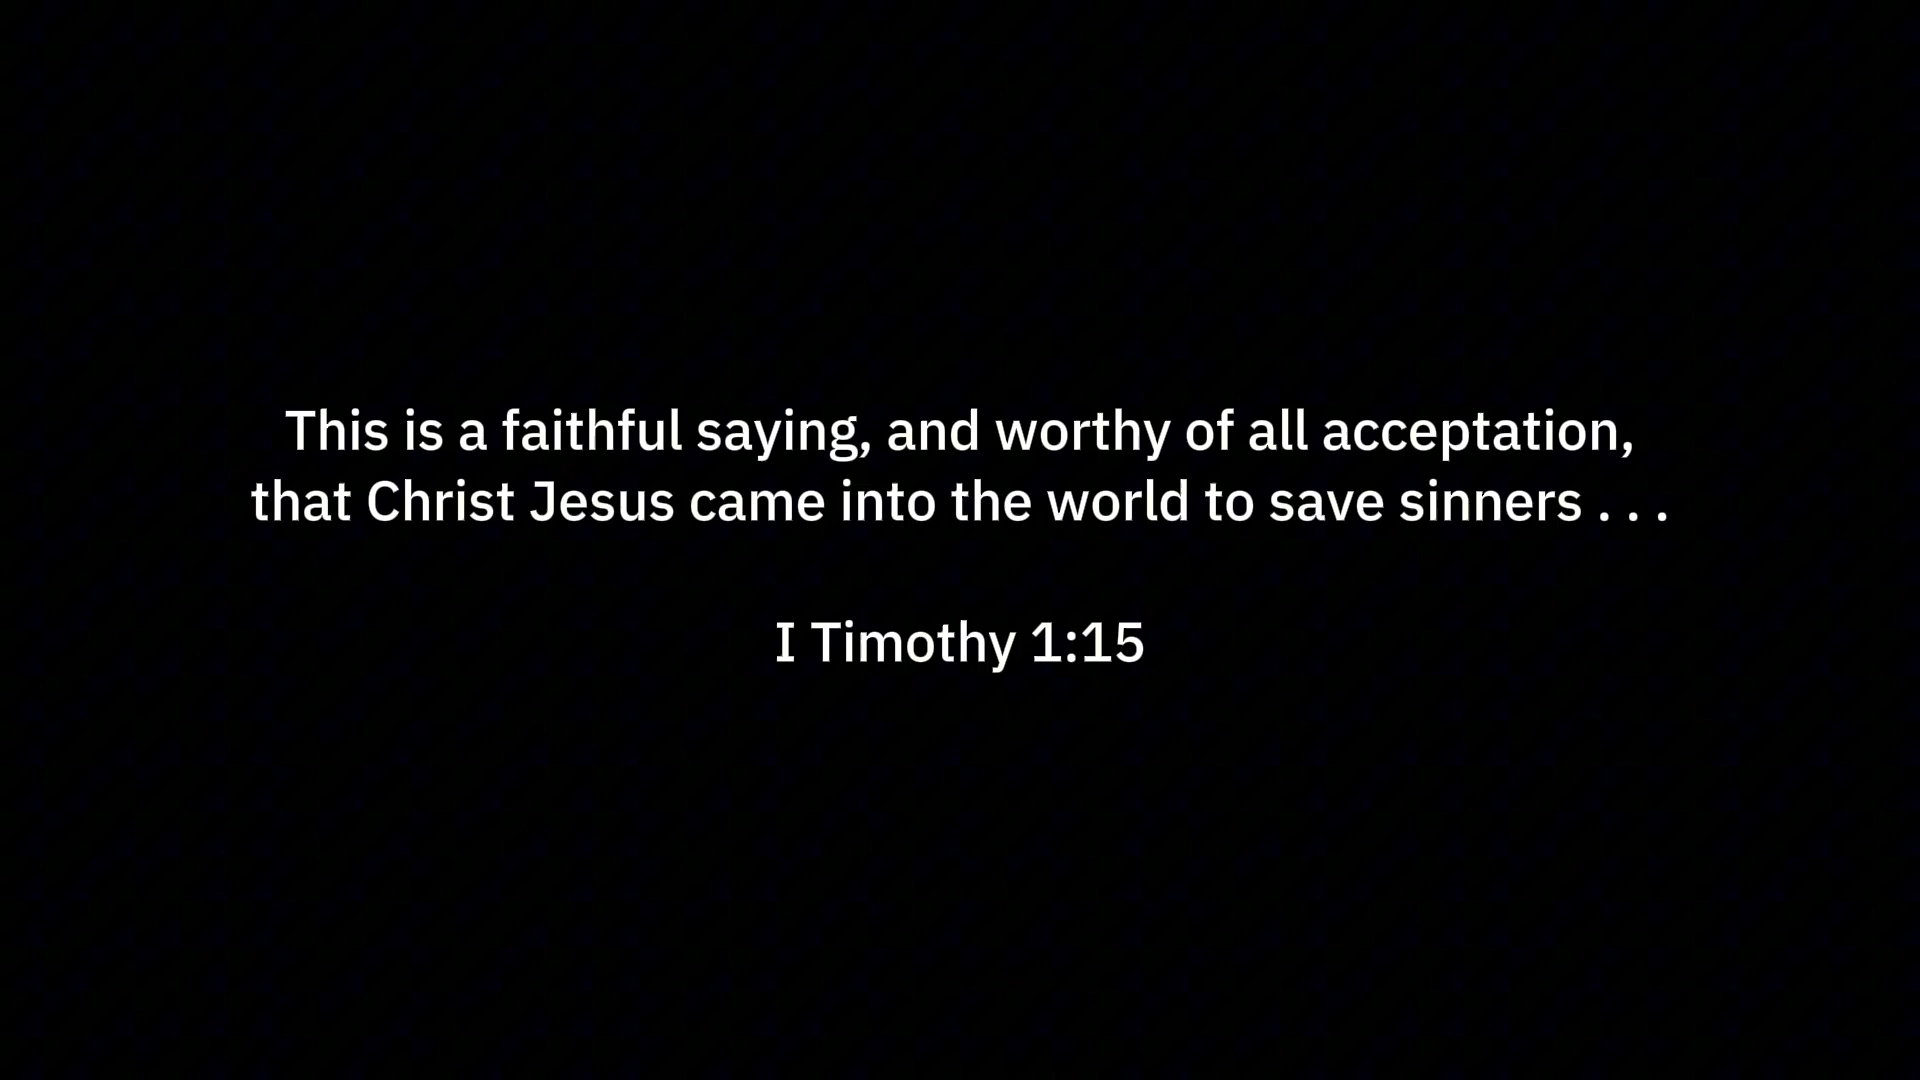 This is a faithful saying, and worthy of all acceptation,
that Christ Jesus came into the world to save sinners . . .
I Timothy 1:15